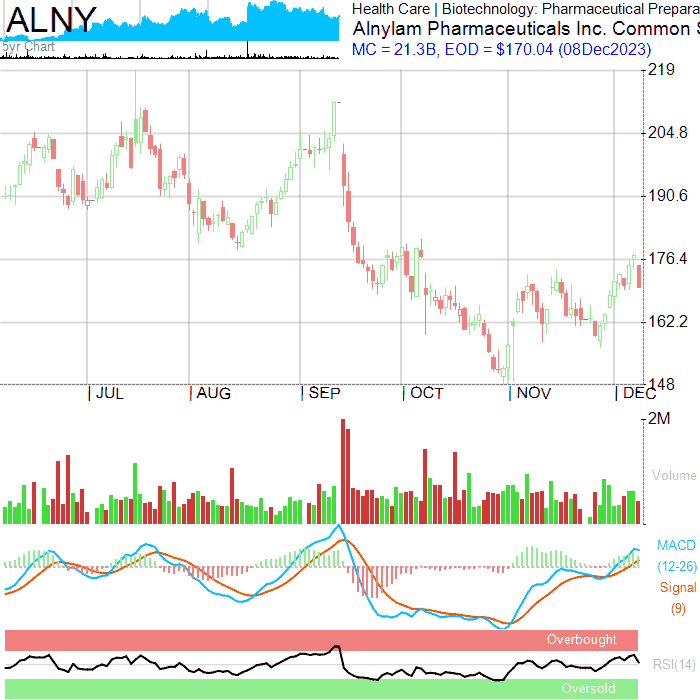 ALNY
5yr Chart
Health Care | Biotechnology: Pharmaceutical Prepara
Alnylam Pharmaceuticals Inc. Common S
MC = 21.3B, EOD = $170.04 (08Dec2023)
219
204.8
190.6
176.4
162.2
148
JUL AUG SEP OCT NOV DEC
2M
Volume
MACD
(12-26)
Signal
(9)
Overbought
RSI(14)
Oversold